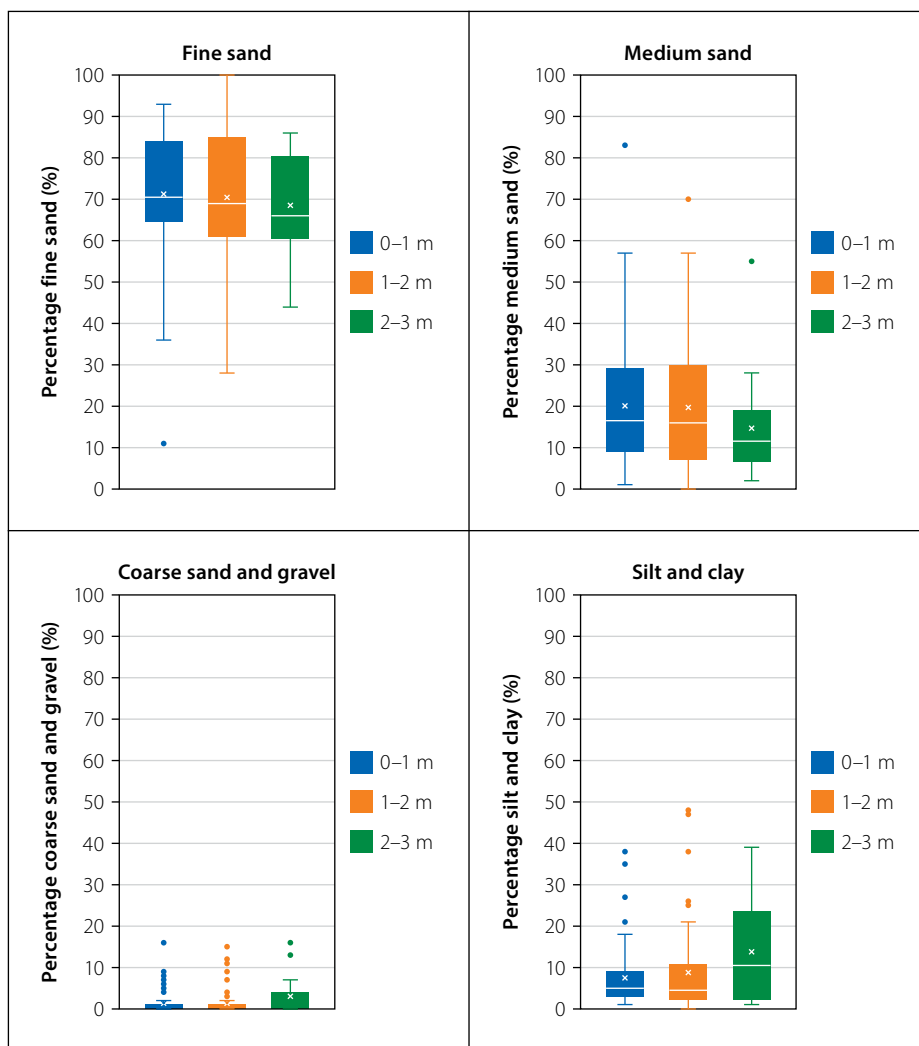 Fine sand
Percentage fine sand (%)
100
90
80
70
60
50
40
30
20
10
0
0–1 m
1–2 m
2–3 m
Medium sand
Percentage medium sand (%)
100
90
80
70
60
50
40
30
20
10
0
0–1 m
1–2 m
2–3 m
Coarse sand and gravel
Percentage coarse sand and gravel (%)
100
90
80
70
60
50
40
30
20
10
0
0–1 m
1–2 m
2–3 m
Silt and clay
Percentage silt and clay (%)
100
90
80
70
60
50
40
30
20
10
0
0–1 m
1–2 m
2–3 m